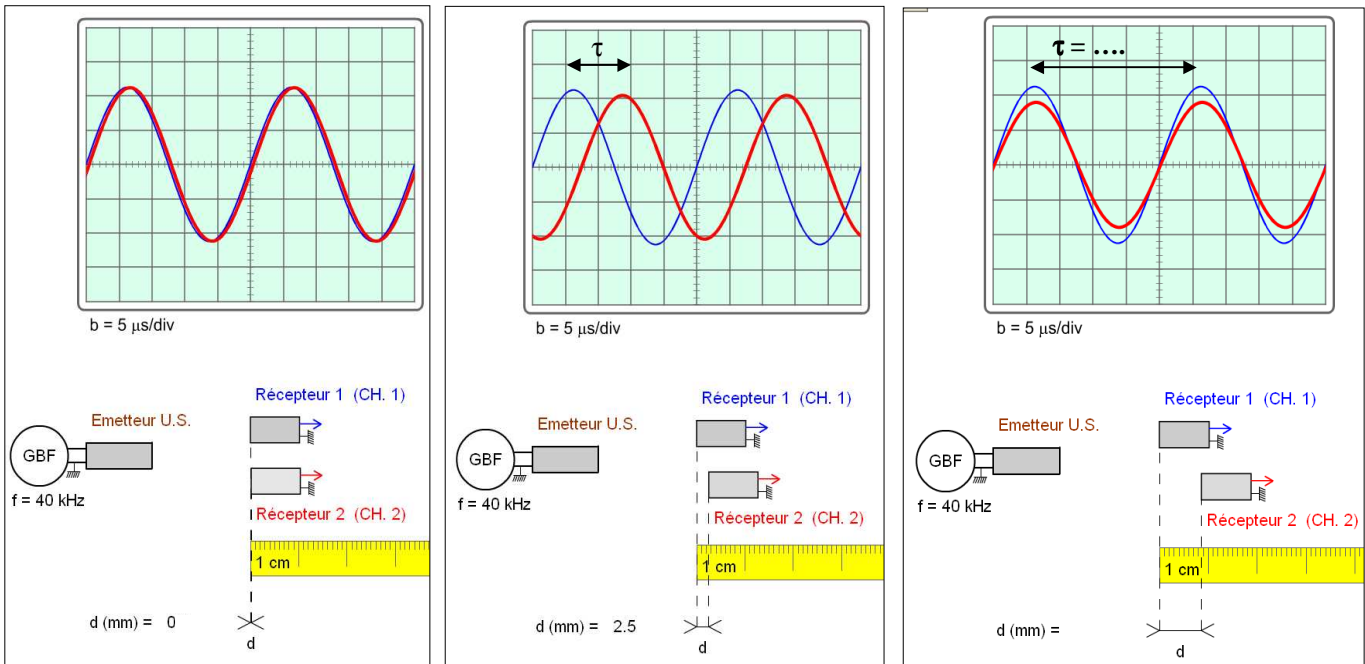 b = 5 μs/div
Récepteur 1 (CH. 1)
Emetteur U.S.
GBF
f = 40 kHz
Récepteur 2 (CH. 2)
1 cm
d (mm) = 0
d
τ
b = 5 μs/div
Récepteur 1 (CH. 1)
Emetteur U.S.
GBF
f = 40 kHz
Récepteur 2 (CH. 2)
1 cm
d (mm) = 2.5
d
τ = ....
b = 5 μs/div
Récepteur 1 (CH. 1)
Emetteur U.S.
GBF
f = 40 kHz
Récepteur 2 (CH. 2)
1 cm
d (mm) =
d